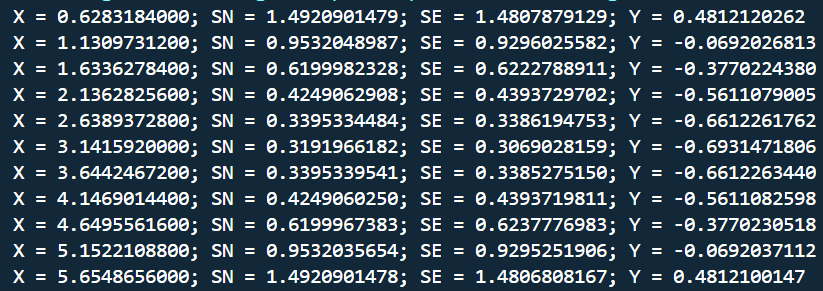 X = 0.6283184000; SN = 1.4920901479; SE = 1.4807879129; Y = 0.4812120262
X = 1.1309731200; SN = 0.9532048987; SE = 0.9296025582; Y = -0.0692026813
X = 1.6336278400; SN = 0.6199982328; SE = 0.6222788911; Y = -0.3770224380
X = 2.1362825600; SN = 0.4249062908; SE = 0.4393729702; Y = -0.5611079005
X = 2.6389372800; SN = 0.3395334484; SE = 0.3386194753; Y = -0.6612261762
X = 3.1415920000; SN = 0.3191966182; SE = 0.3069028159; Y = -0.6931471806
X = 3.6442467200; SN = 0.3395339541; SE = 0.3385275150; Y = -0.6612263440
X = 4.1469014400; SN = 0.4249060250; SE = 0.4393719811; Y = -0.5611082598
X = 4.6495561600; SN = 0.6199967383; SE = 0.6237776983; Y = -0.3770230518
X = 5.1522108800; SN = 0.9532035654; SE = 0.9295251906; Y = -0.0692037112
X = 5.6548656000; SN = 1.4920901478; SE = 1.4806808167; Y = 0.4812100147